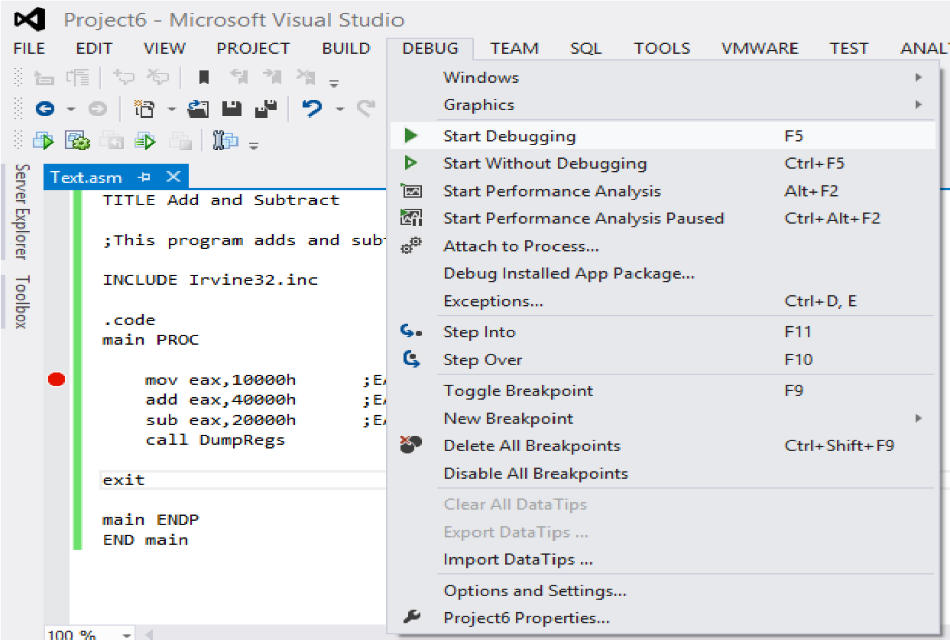 Project6 - Microsoft Visual Studio
FILE EDIT VIEW PROJECT BUILD DEBUG TEAM SQL TOOLS VMWARE TEST
Windows
Graphics
Start Debugging F5
Start Without Debugging Ctrl+F5
Start Performance Analysis Alt+F2
Start Performance Analysis Paused Ctrl+Alt+F2
Attach to Process...
Debug Installed App Package...
Exceptions... Ctrl+D, E
Step Into F11
Step Over F10
Toggle Breakpoint F9
New Breakpoint
Delete All Breakpoints Ctrl+Shift+F9
Disable All Breakpoints
Clear All DataTips
Export DataTips ...
Import DataTips ...
Options and Settings...
Project6 Properties...
Server Explorer
Toolbox
Text.asm
TITLE Add and Subtract
;This program adds and
INCLUDE Irvine32.inc
.code
main PROC
mov eax,10000h ;
add eax,40000h ;
sub eax,20000h ;
call DumpRegs
exit
main ENDP
END main
100 %